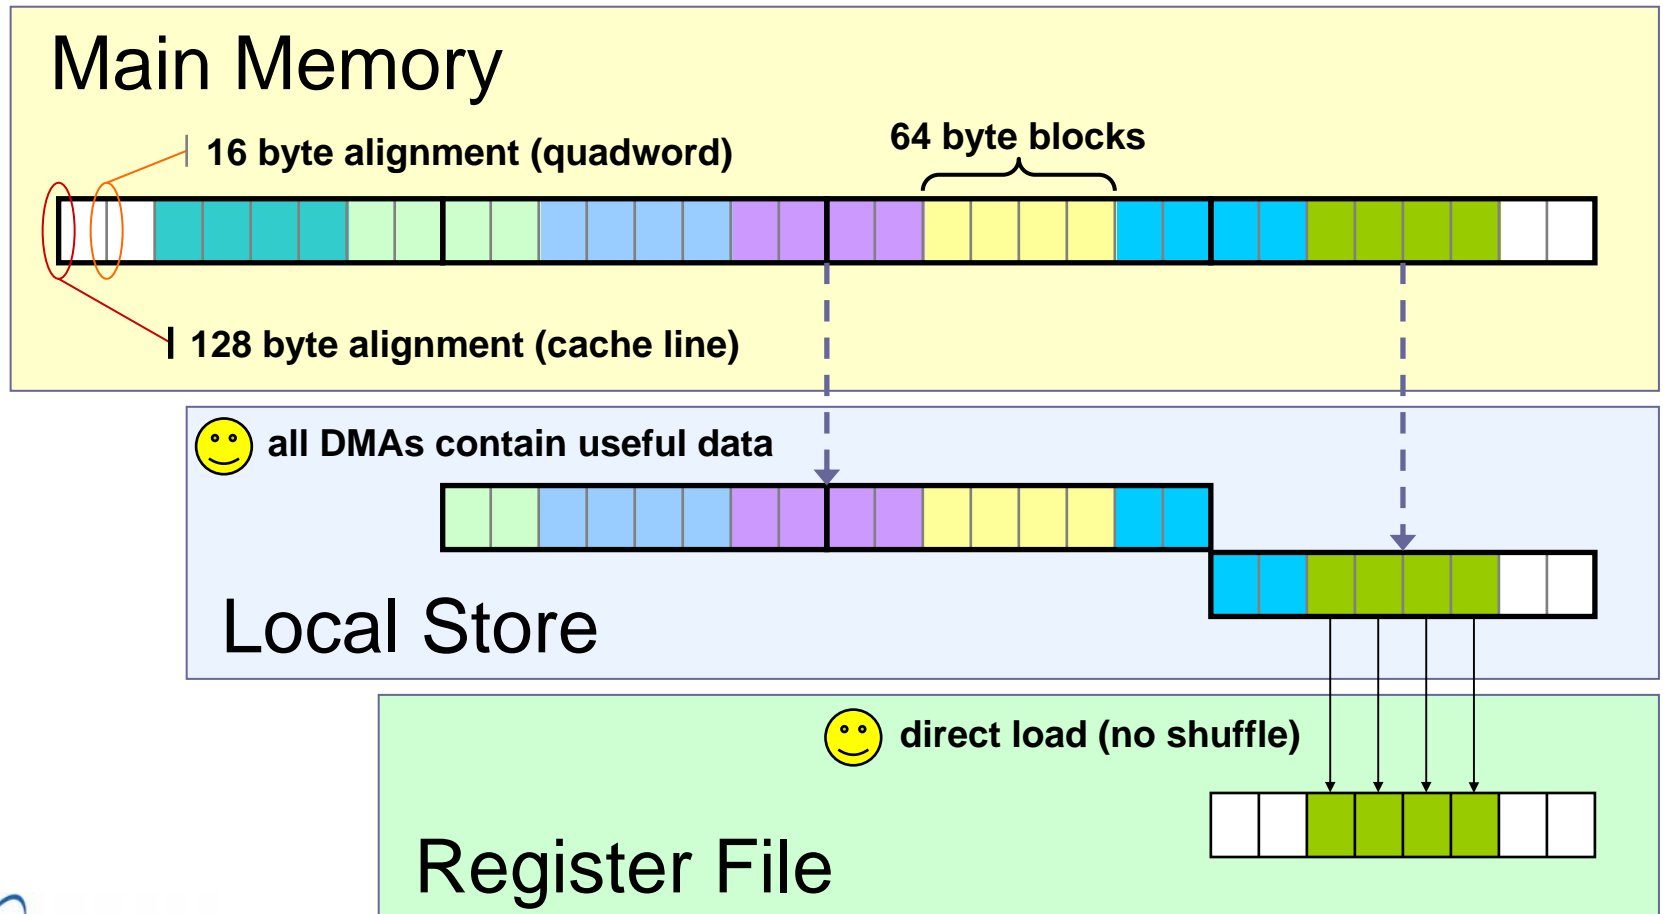 Main Memory
16 byte alignment (quadword)
64 byte blocks
128 byte alignment (cache line)
all DMAs contain useful data
Local Store
direct load (no shuffle)
Register File